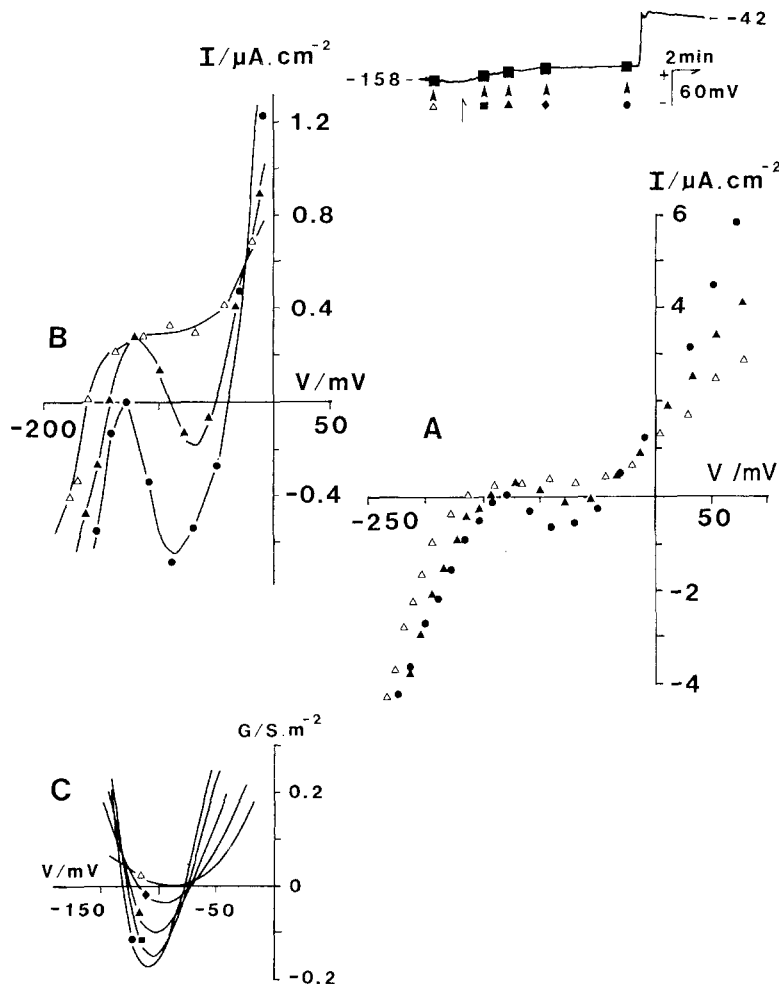 I/μA.cm⁻²
← -42
2min
+
-158
-
60mV
1.2
0.8
0.4
B
V/mV
-200
50
-0.4
I/μA.cm⁻²
6
4
2
A
V/mV
-250
50
-2
-4
G/S.m⁻²
C
0.2
V/mV
0
-150
-50
-0.2